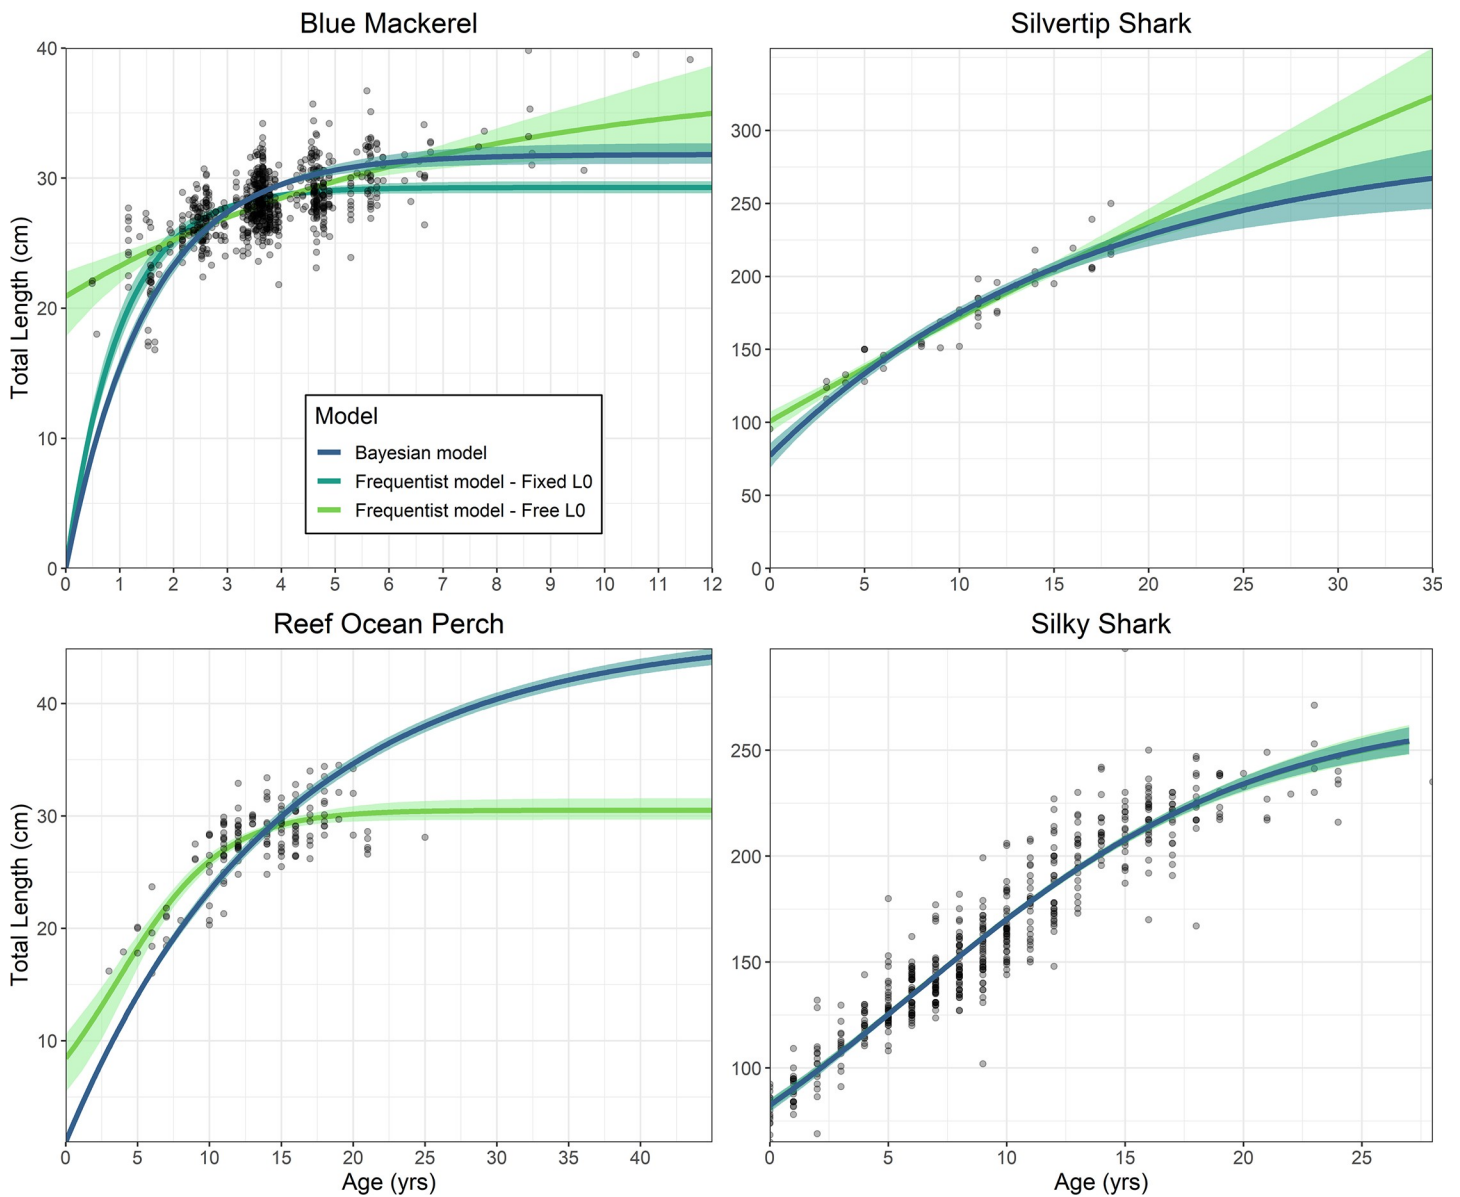 Blue Mackerel
Silvertip Shark
Total Length (cm)
40
30
20
10
0
0 1 2 3 4 5 6 7 8 9 10 11 12
Model
Bayesian model
Frequentist model - Fixed L0
Frequentist model - Free L0
300
250
200
150
100
50
0
0 5 10 15 20 25 30 35
Reef Ocean Perch
Silky Shark
Total Length (cm)
40
30
20
10
0 5 10 15 20 25 30 35 40
Age (yrs)
250
200
150
100
0 5 10 15 20 25
Age (yrs)